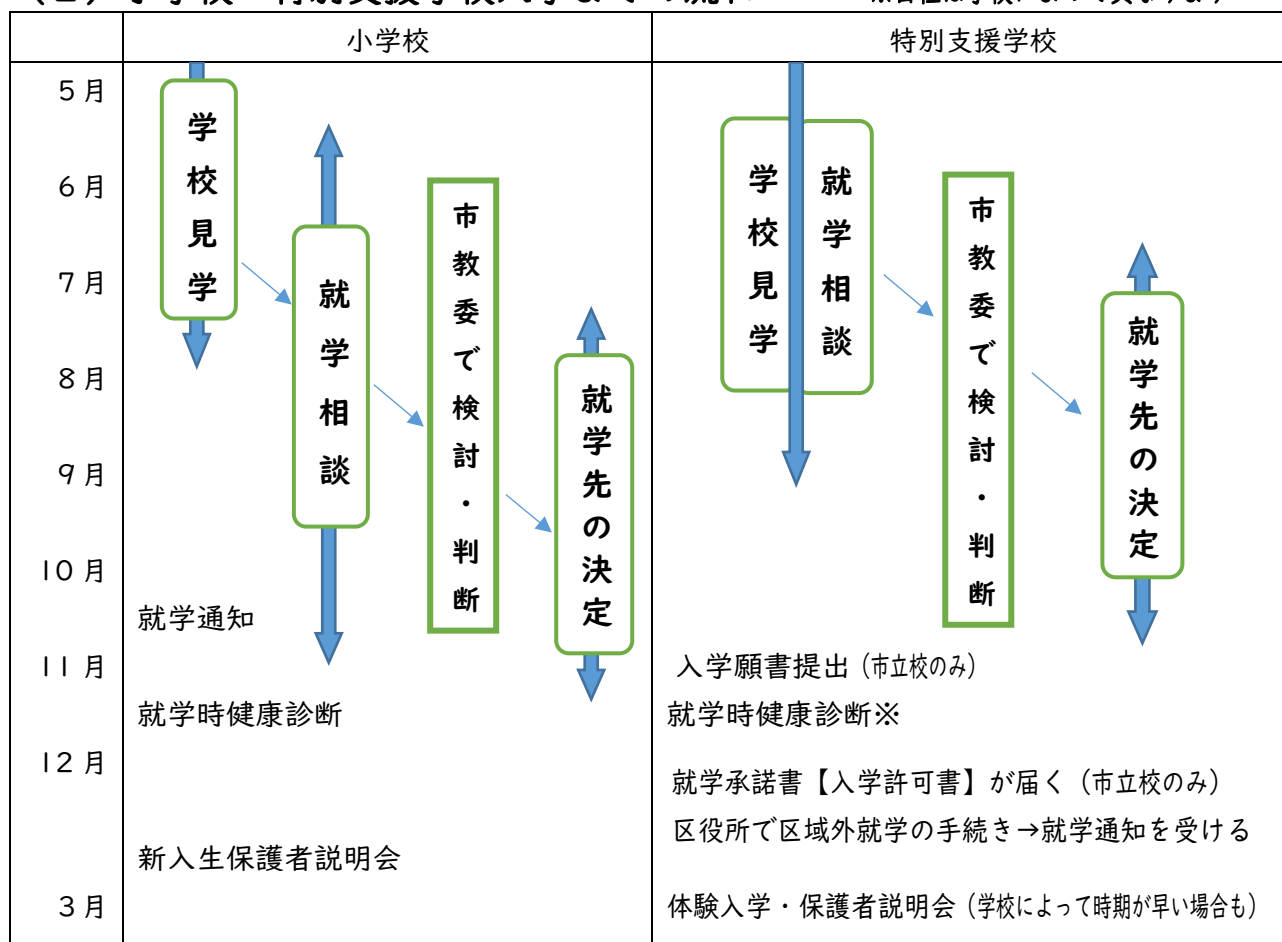 小学校
特別支援学校
5月
6月
7月
8月
9月
10月
11月
12月
3月
学校見学
就学相談
市教委で検討・判断
就学先の決定
就学通知
就学時健康診断
新入生保護者説明会
学校見学
就学相談
市教委で検討・判断
就学先の決定
入学願書提出（市立校のみ）
就学時健康診断※
就学承諾書【入学許可書】が届く（市立校のみ）
区役所で区域外就学の手続き→就学通知を受ける
体験入学・保護者説明会（学校によって時期が早い場合も）